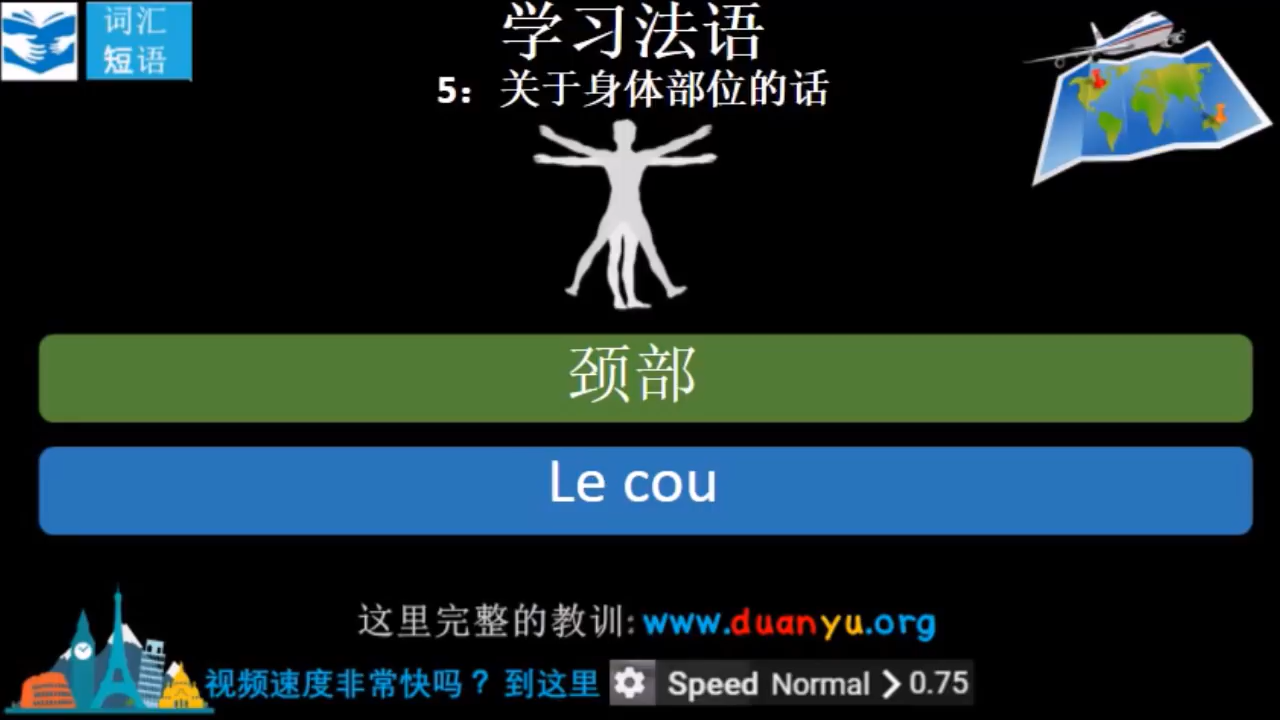 词汇
短语
学习法语
5：关于身体部位的话
颈部
Le cou
这里完整的教训: www.duanyu.org
视频速度非常快吗？ 到这里 Speed Normal > 0.75